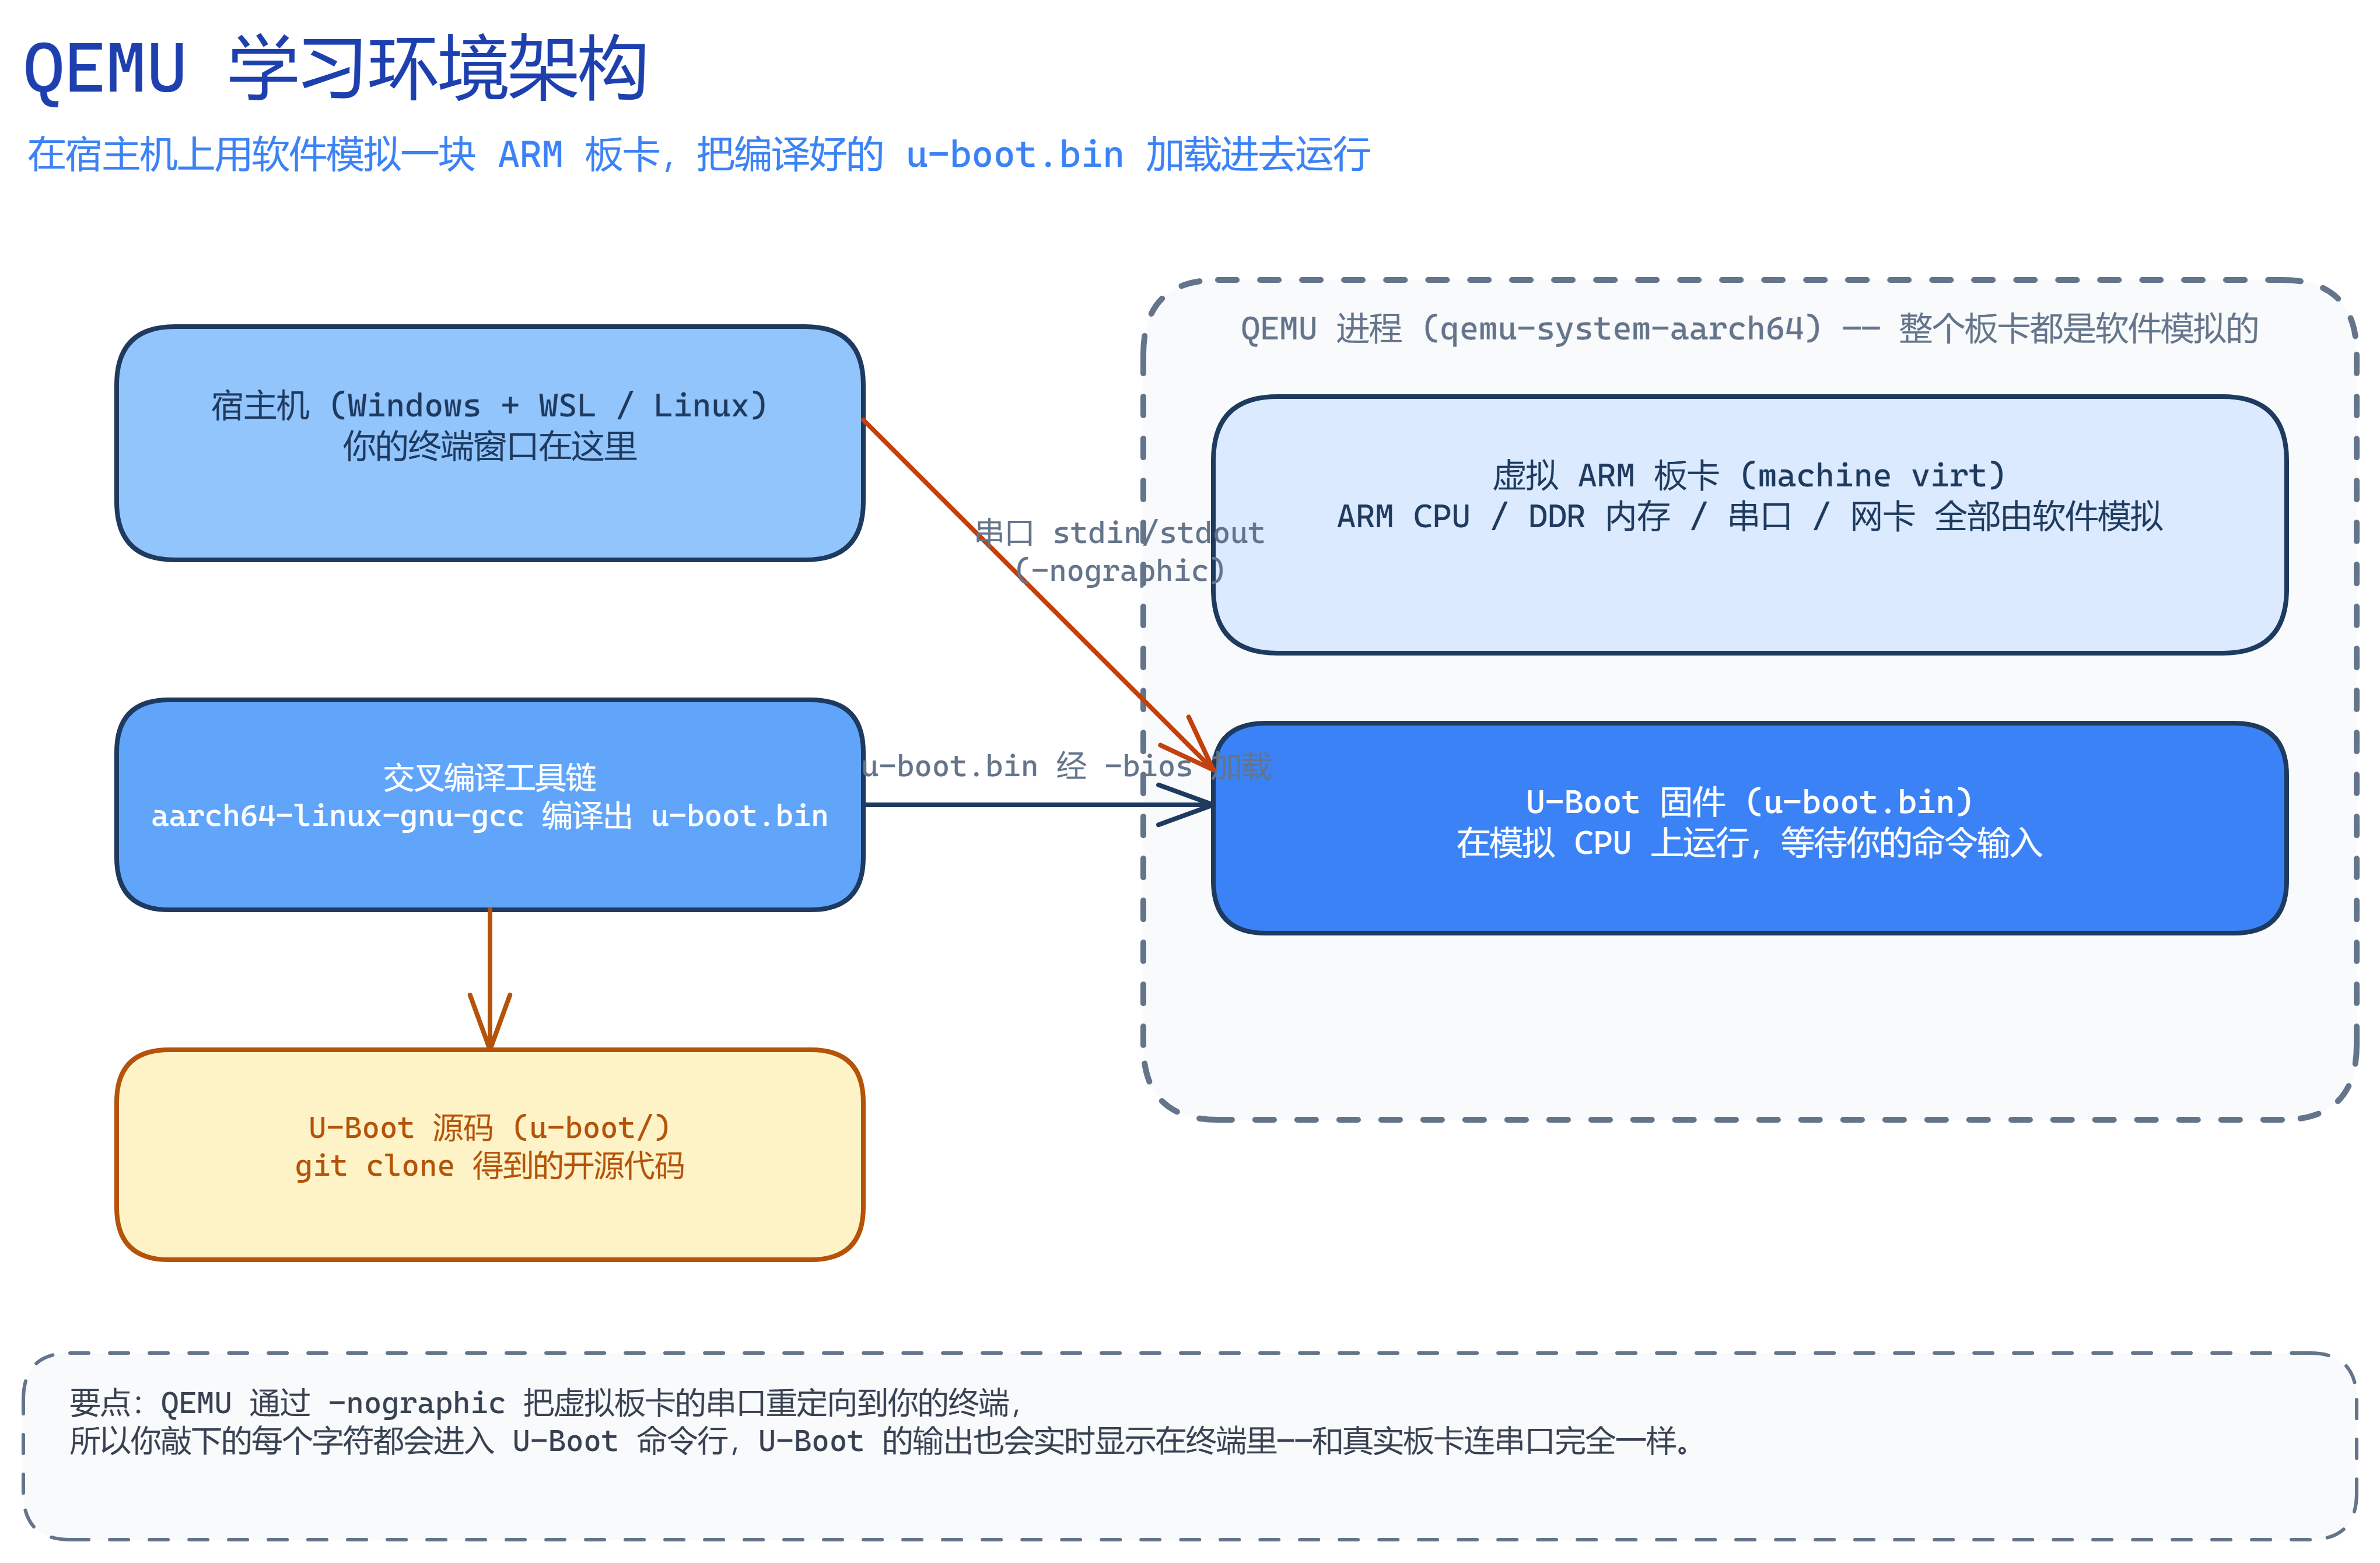 QEMU 学习环境架构
在宿主机上用软件模拟一块 ARM 板卡，把编译好的 u-boot.bin 加载进去运行
QEMU 进程 (qemu-system-aarch64) —— 整个板卡都是软件模拟的
宿主机 (Windows + WSL / Linux)
你的终端窗口在这里
虚拟 ARM 板卡 (machine virt)
ARM CPU / DDR 内存 / 串口 / 网卡 全部由软件模拟
串口 stdin/stdout
(-nographic)
交叉编译工具链
aarch64-linux-gnu-gcc 编译出 u-boot.bin
u-boot.bin 经 -bios 加载
U-Boot 固件 (u-boot.bin)
在模拟 CPU 上运行，等待你的命令输入
U-Boot 源码 (u-boot/)
git clone 得到的开源代码
要点：QEMU 通过 -nographic 把虚拟板卡的串口重定向到你的终端，
所以你敲下的每个字符都会进入 U-Boot 命令行，U-Boot 的输出也会实时显示在终端里——和真实板卡连串口完全一样。